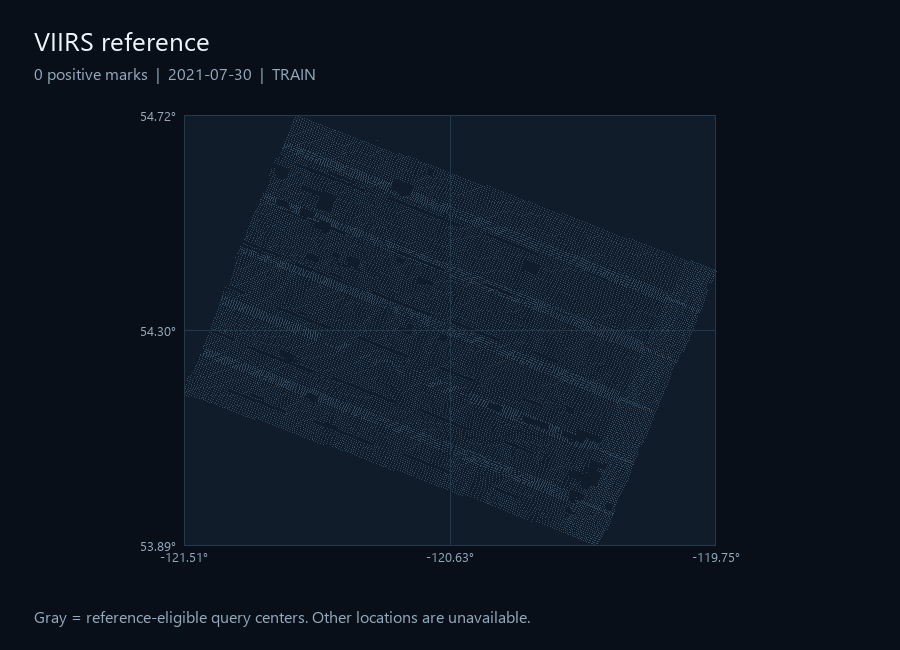 VIIRS reference
0 positive marks | 2021-07-30 | TRAIN
54.72°
54.30°
53.89°
-121.51°
-120.63°
-119.75°
Gray = reference-eligible query centers. Other locations are unavailable.